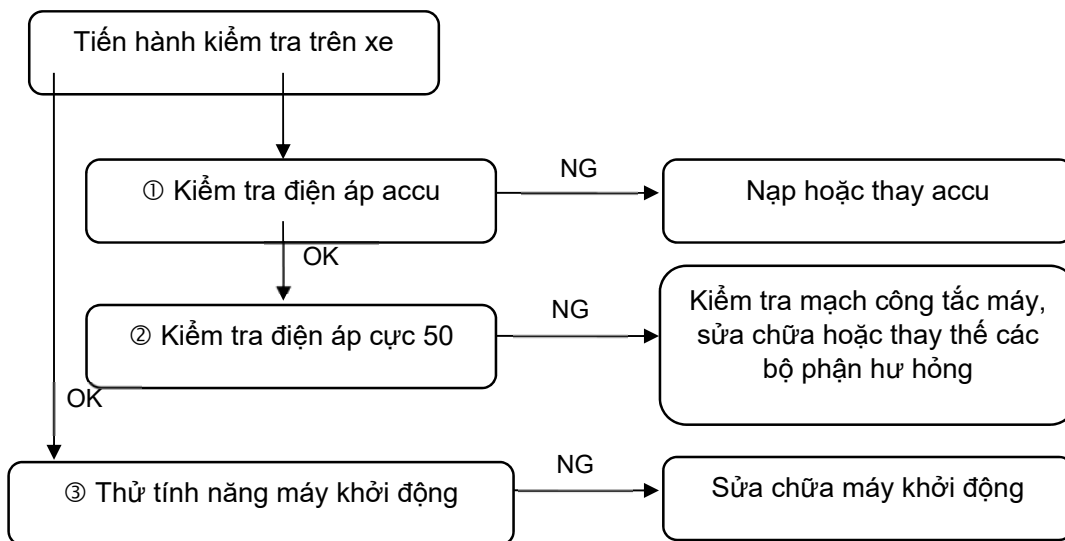 Tiến hành kiểm tra trên xe
① Kiểm tra điện áp accu
NG
Nạp hoặc thay accu
OK
② Kiểm tra điện áp cực 50
NG
Kiểm tra mạch công tắc máy,
sửa chữa hoặc thay thế các
bộ phận hư hỏng
OK
③ Thử tính năng máy khởi động
NG
Sửa chữa máy khởi động